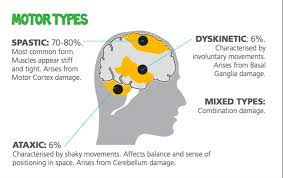 MOTOR TYPES
SPASTIC: 70-80%.
Most common form.
Muscles appear stiff
and tight. Arises from
Motor Cortex damage.
DYSKINETIC: 6%.
Characterised by
involuntary movements.
Arises from Basal
Ganglia damage.
MIXED TYPES:
Combination damage.
ATAXIC: 6%
Characterised by shaky movements. Affects balance and sense of
positioning in space. Arises from Cerebellum damage.